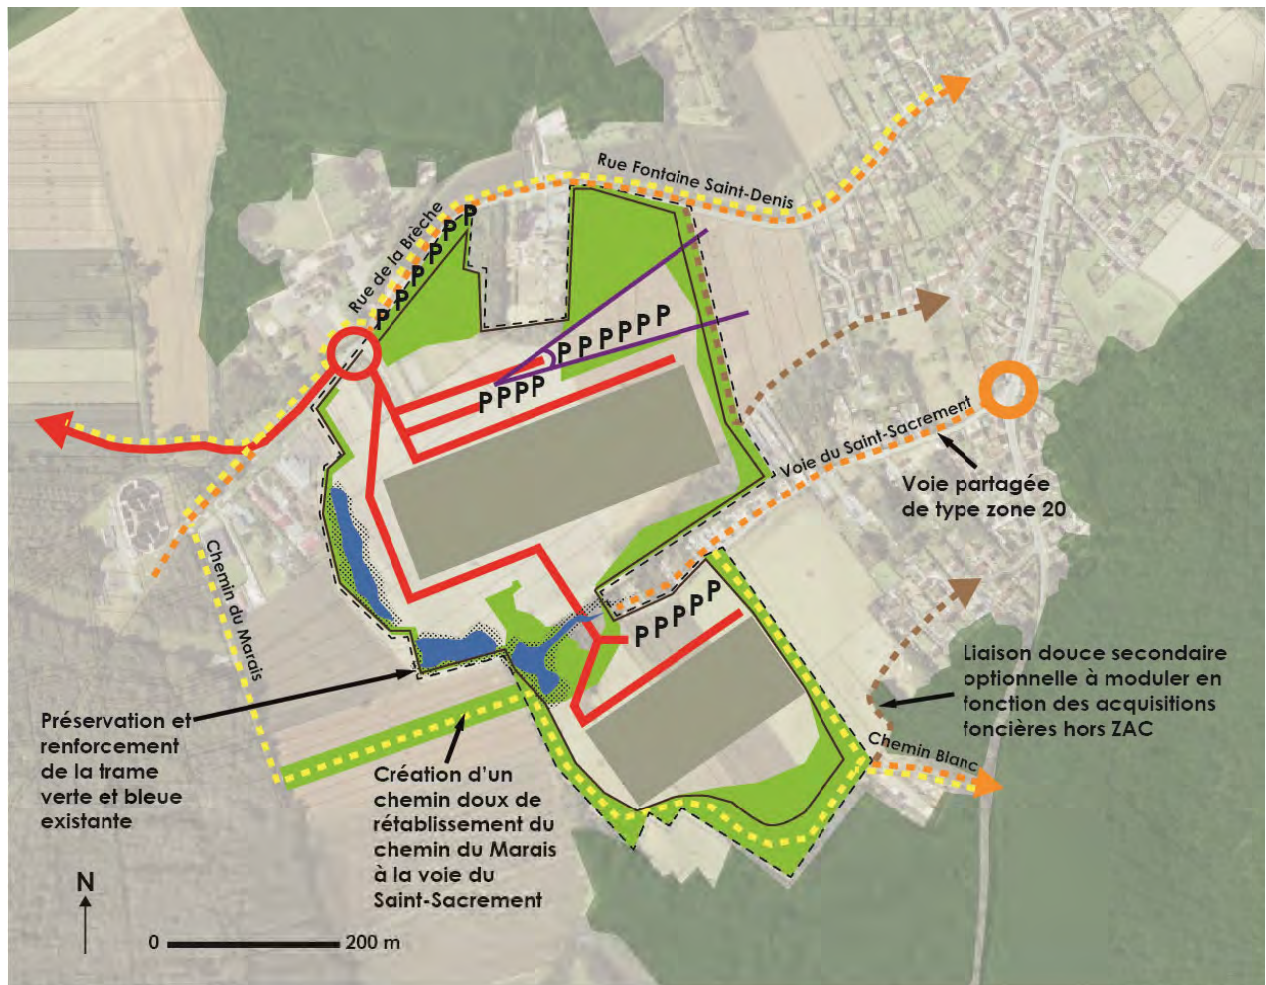 Rue Fontaine Saint-Denis
Rue de la Brèche
P P P P P P
P P P P P P
P P P P
Voie du Saint-Sacrement
Voie partagée
de type zone 20
Chemin du Marais
P P P P P
Liaison douce secondaire
optionnelle à moduler en
fonction des acquisitions
foncières hors ZAC
Chemin Blanc
Préservation et
renforcement
de la trame
verte et bleue
existante
Création d'un
chemin doux de
rétablissement du
chemin du Marais
à la voie du
Saint-Sacrement
N
0 200 m